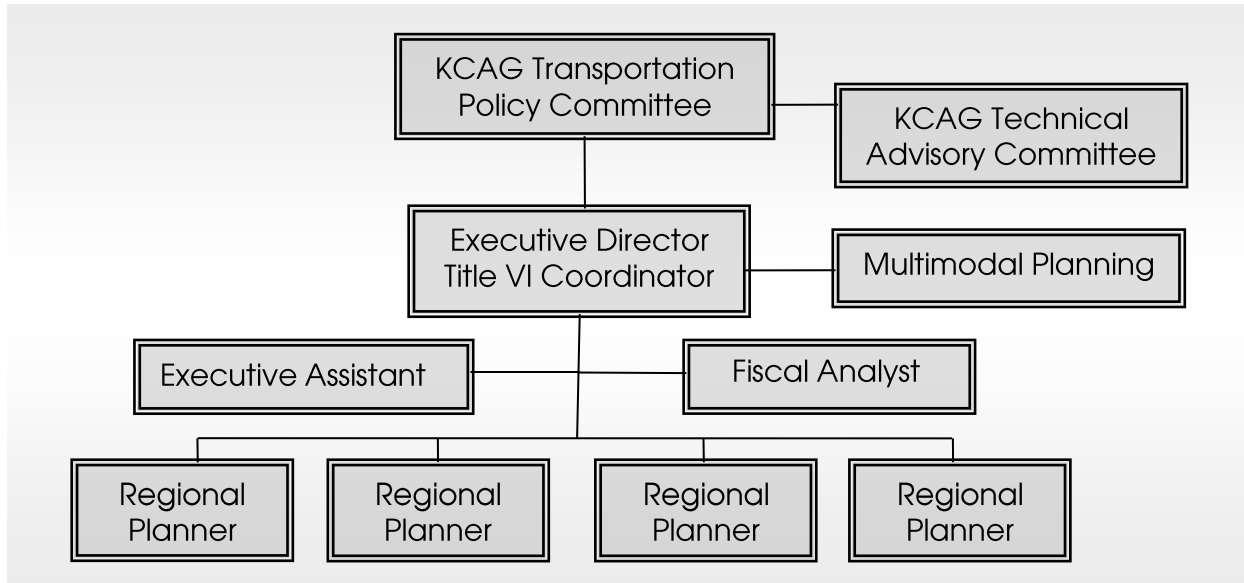 KCAG Transportation
Policy Committee
KCAG Technical
Advisory Committee
Executive Director
Title VI Coordinator
Multimodal Planning
Executive Assistant
Fiscal Analyst
Regional
Planner
Regional
Planner
Regional
Planner
Regional
Planner